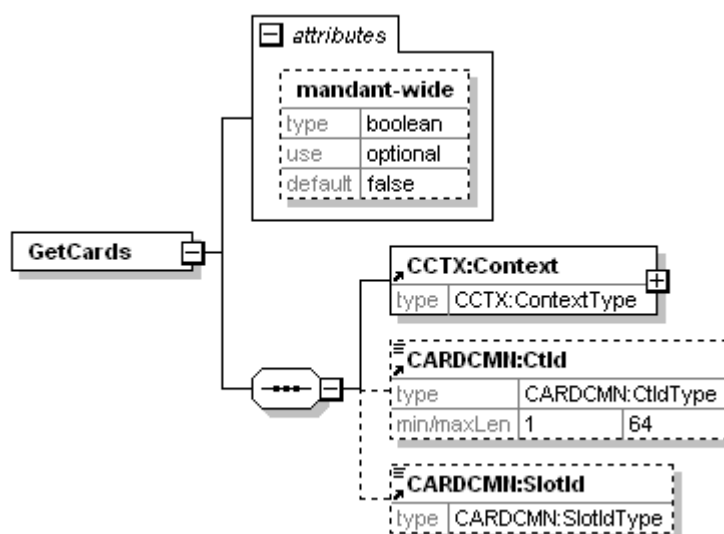 attributes
mandant-wide
type boolean
use optional
default false
GetCards
CCTX:Context
type CCTX:ContextType
CARDCMN:CtId
type CARDCMN:CtIdType
min/maxLen 1 64
CARDCMN:SlotId
type CARDCMN:SlotIdType